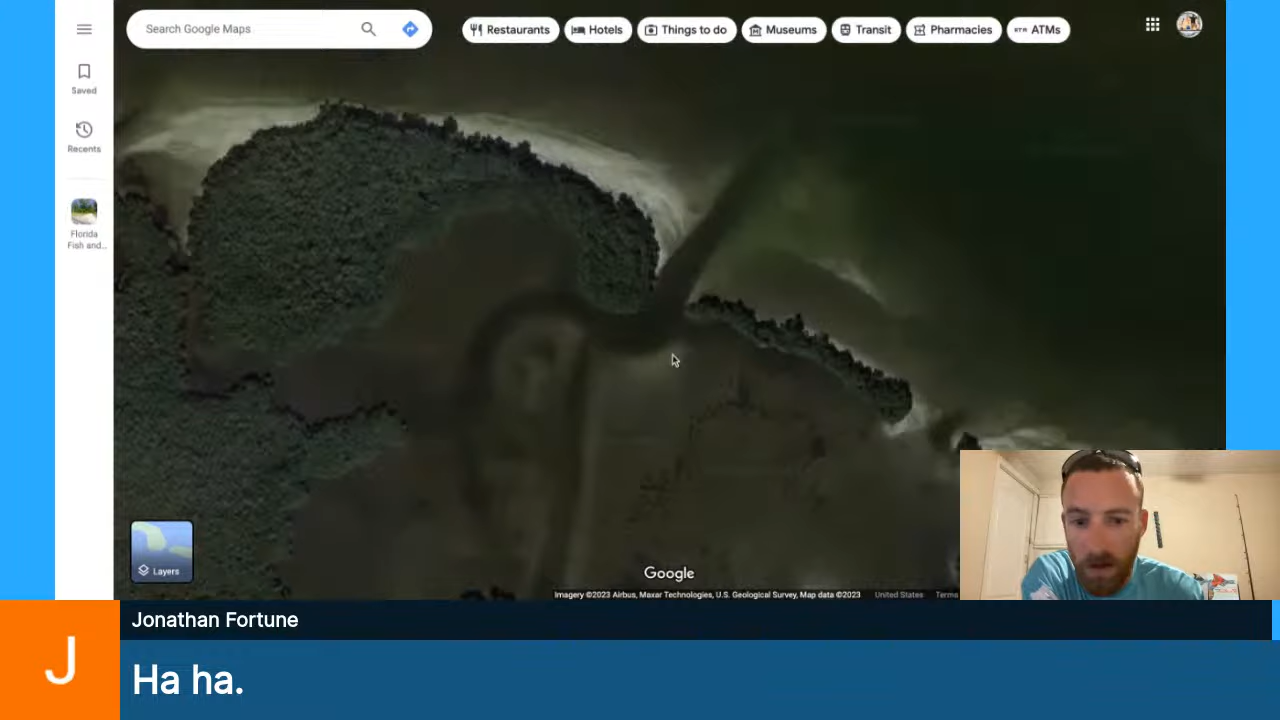 Search Google Maps
Restaurants
Hotels
Things to do
Museums
Transit
Pharmacies
ATM ATMs
Saved
Recents
Florida
Fish and...
Layers
Google
Imagery ©2023 Airbus, Maxar Technologies, U.S. Geological Survey, Map data ©2023 United States Terms
Jonathan Fortune
J
Ha ha.